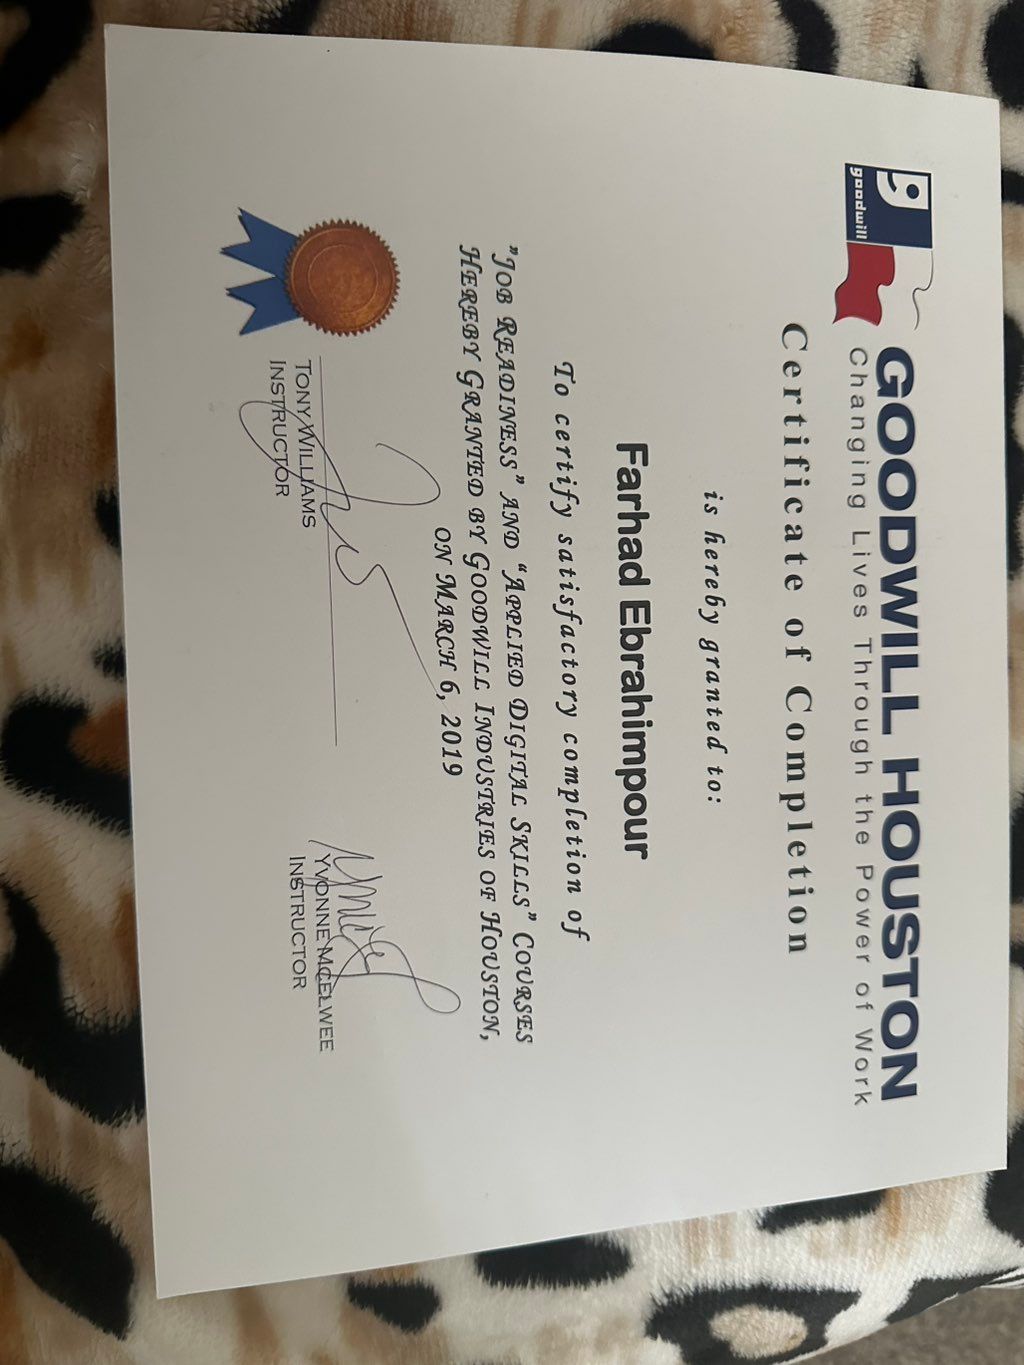 goodwill
GOODWILL HOUSTON
Changing Lives Through the Power of Work
Certificate of Completion
is hereby granted to:
Farhad Ebrahimpour
To certify satisfactory completion of
"JOB READINESS" AND "APPLIED DIGITAL SKILLS" COURSES
HEREBY GRANTED BY GOODWILL INDUSTRIES OF HOUSTON,
ON MARCH 6, 2019
TONY WILLIAMS
INSTRUCTOR
YVONNE MCELWEE
INSTRUCTOR